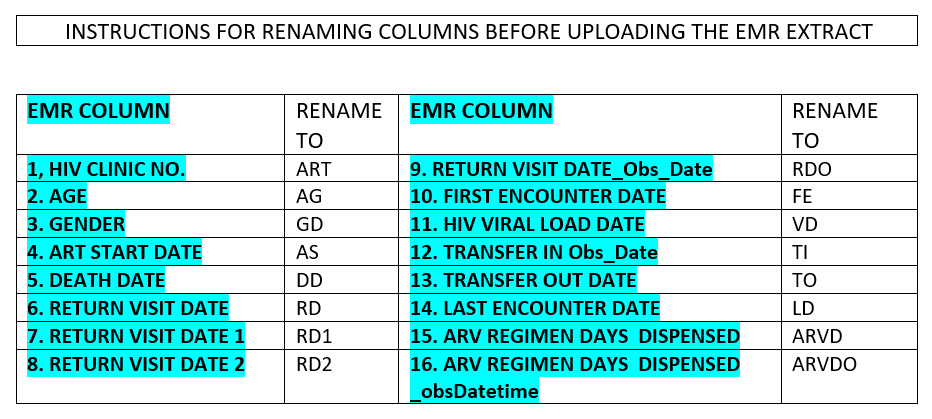 INSTRUCTIONS FOR RENAMING COLUMNS BEFORE UPLOADING THE EMR EXTRACT
EMR COLUMN RENAME TO EMR COLUMN RENAME TO
1, HIV CLINIC NO. ART 9. RETURN VISIT DATE_Obs_Date RDO
2. AGE AG 10. FIRST ENCOUNTER DATE FE
3. GENDER GD 11. HIV VIRAL LOAD DATE VD
4. ART START DATE AS 12. TRANSFER IN Obs_Date TI
5. DEATH DATE DD 13. TRANSFER OUT DATE TO
6. RETURN VISIT DATE RD 14. LAST ENCOUNTER DATE LD
7. RETURN VISIT DATE 1 RD1 15. ARV REGIMEN DAYS  DISPENSED ARVD
8. RETURN VISIT DATE 2 RD2 16. ARV REGIMEN DAYS  DISPENSED ARVDO
_obsDatetime